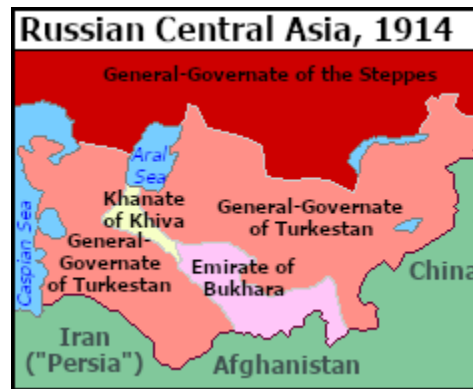 Russian Central Asia, 1914
General-Governate of the Steppes
Aral
Sea
Khanate
of Khiva
General-Governate
of Turkestan
Caspian Sea
General-
Governate
of Turkestan
Emirate of
Bukhara
China
Iran
("Persia")
Afghanistan